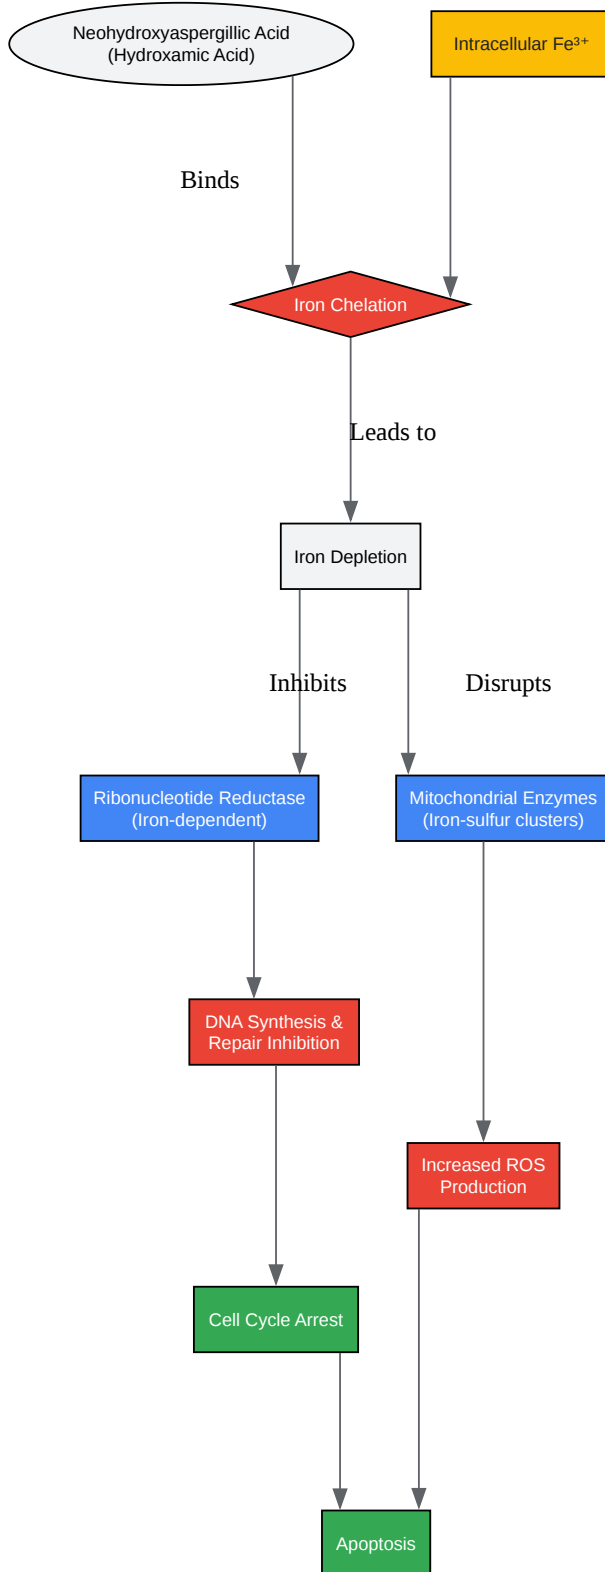 Neohydroxyaspergillic Acid
(Hydroxamic Acid)
Intracellular Fe³⁺
Binds
Iron Chelation
Leads to
Iron Depletion
Inhibits
Disrupts
Ribonucleotide Reductase
(Iron-dependent)
Mitochondrial Enzymes
(Iron-sulfur clusters)
DNA Synthesis &
Repair Inhibition
Increased ROS
Production
Cell Cycle Arrest
Apoptosis